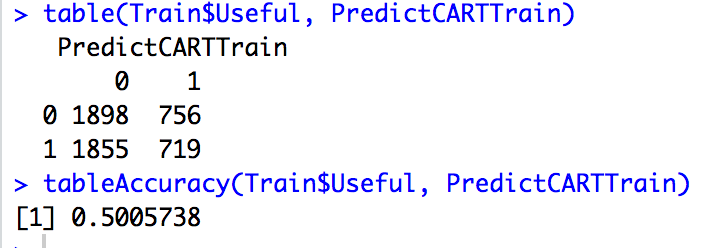 > table(Train$Useful, PredictCARTTrain)
PredictCARTTrain
0 1
0 1898 756
1 1855 719
> tableAccuracy(Train$Useful, PredictCARTTrain)
[1] 0.5005738
>